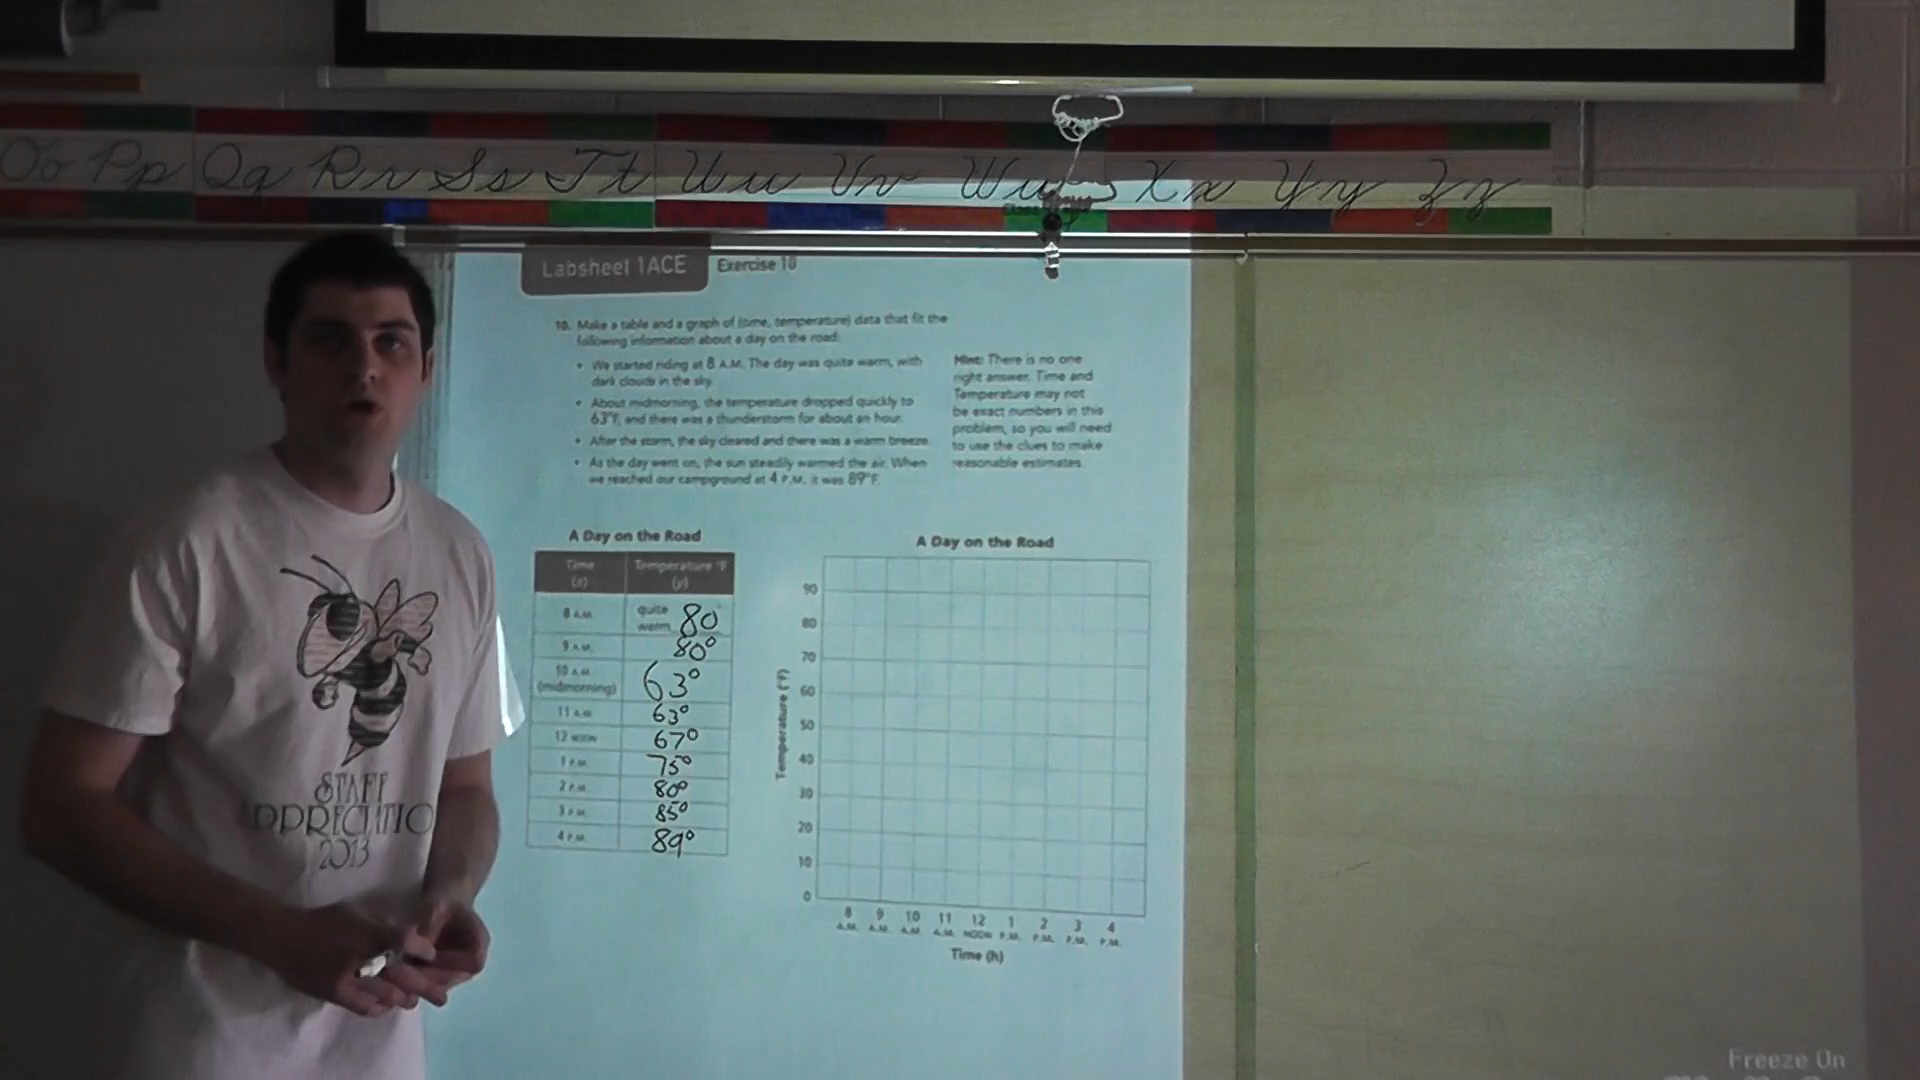 Oo Pp Qq Rr Ss Tt Uu Vv Ww Xx Yy Zz
Labsheet 1ACE Exercise 10
10. Make a table and a graph of (time, temperature) data that fit the
following information about a day on the road:
• We started riding at 8 A.M. The day was quite warm, with
dark clouds in the sky.
• About midmorning, the temperature dropped quickly to
63°F, and there was a thunderstorm for about an hour.
• After the storm, the sky cleared and there was a warm breeze.
• As the day went on, the sun steadily warmed the air. When
we reached our campground at 4 P.M. it was 89°F.
Hint: There is no one
right answer. Time and
Temperature may not
be exact numbers in this
problem, so you will need
to use the clues to make
reasonable estimates.
A Day on the Road
Time (x) Temperature °F (y)
8 A.M. quite warm 80°
9 A.M. 80°
10 A.M. (midmorning) 63°
11 A.M. 63°
12 NOON 67°
1 P.M. 75°
2 P.M. 80°
3 P.M. 85°
4 P.M. 89°
A Day on the Road
Temperature (°F)
90
80
70
60
50
40
30
20
10
0
8 9 10 11 12 1 2 3 4
A.M. A.M. A.M. A.M. NOON P.M. P.M. P.M. P.M.
Time (h)
STAFF
APPRECIATIO
2013
Freeze On